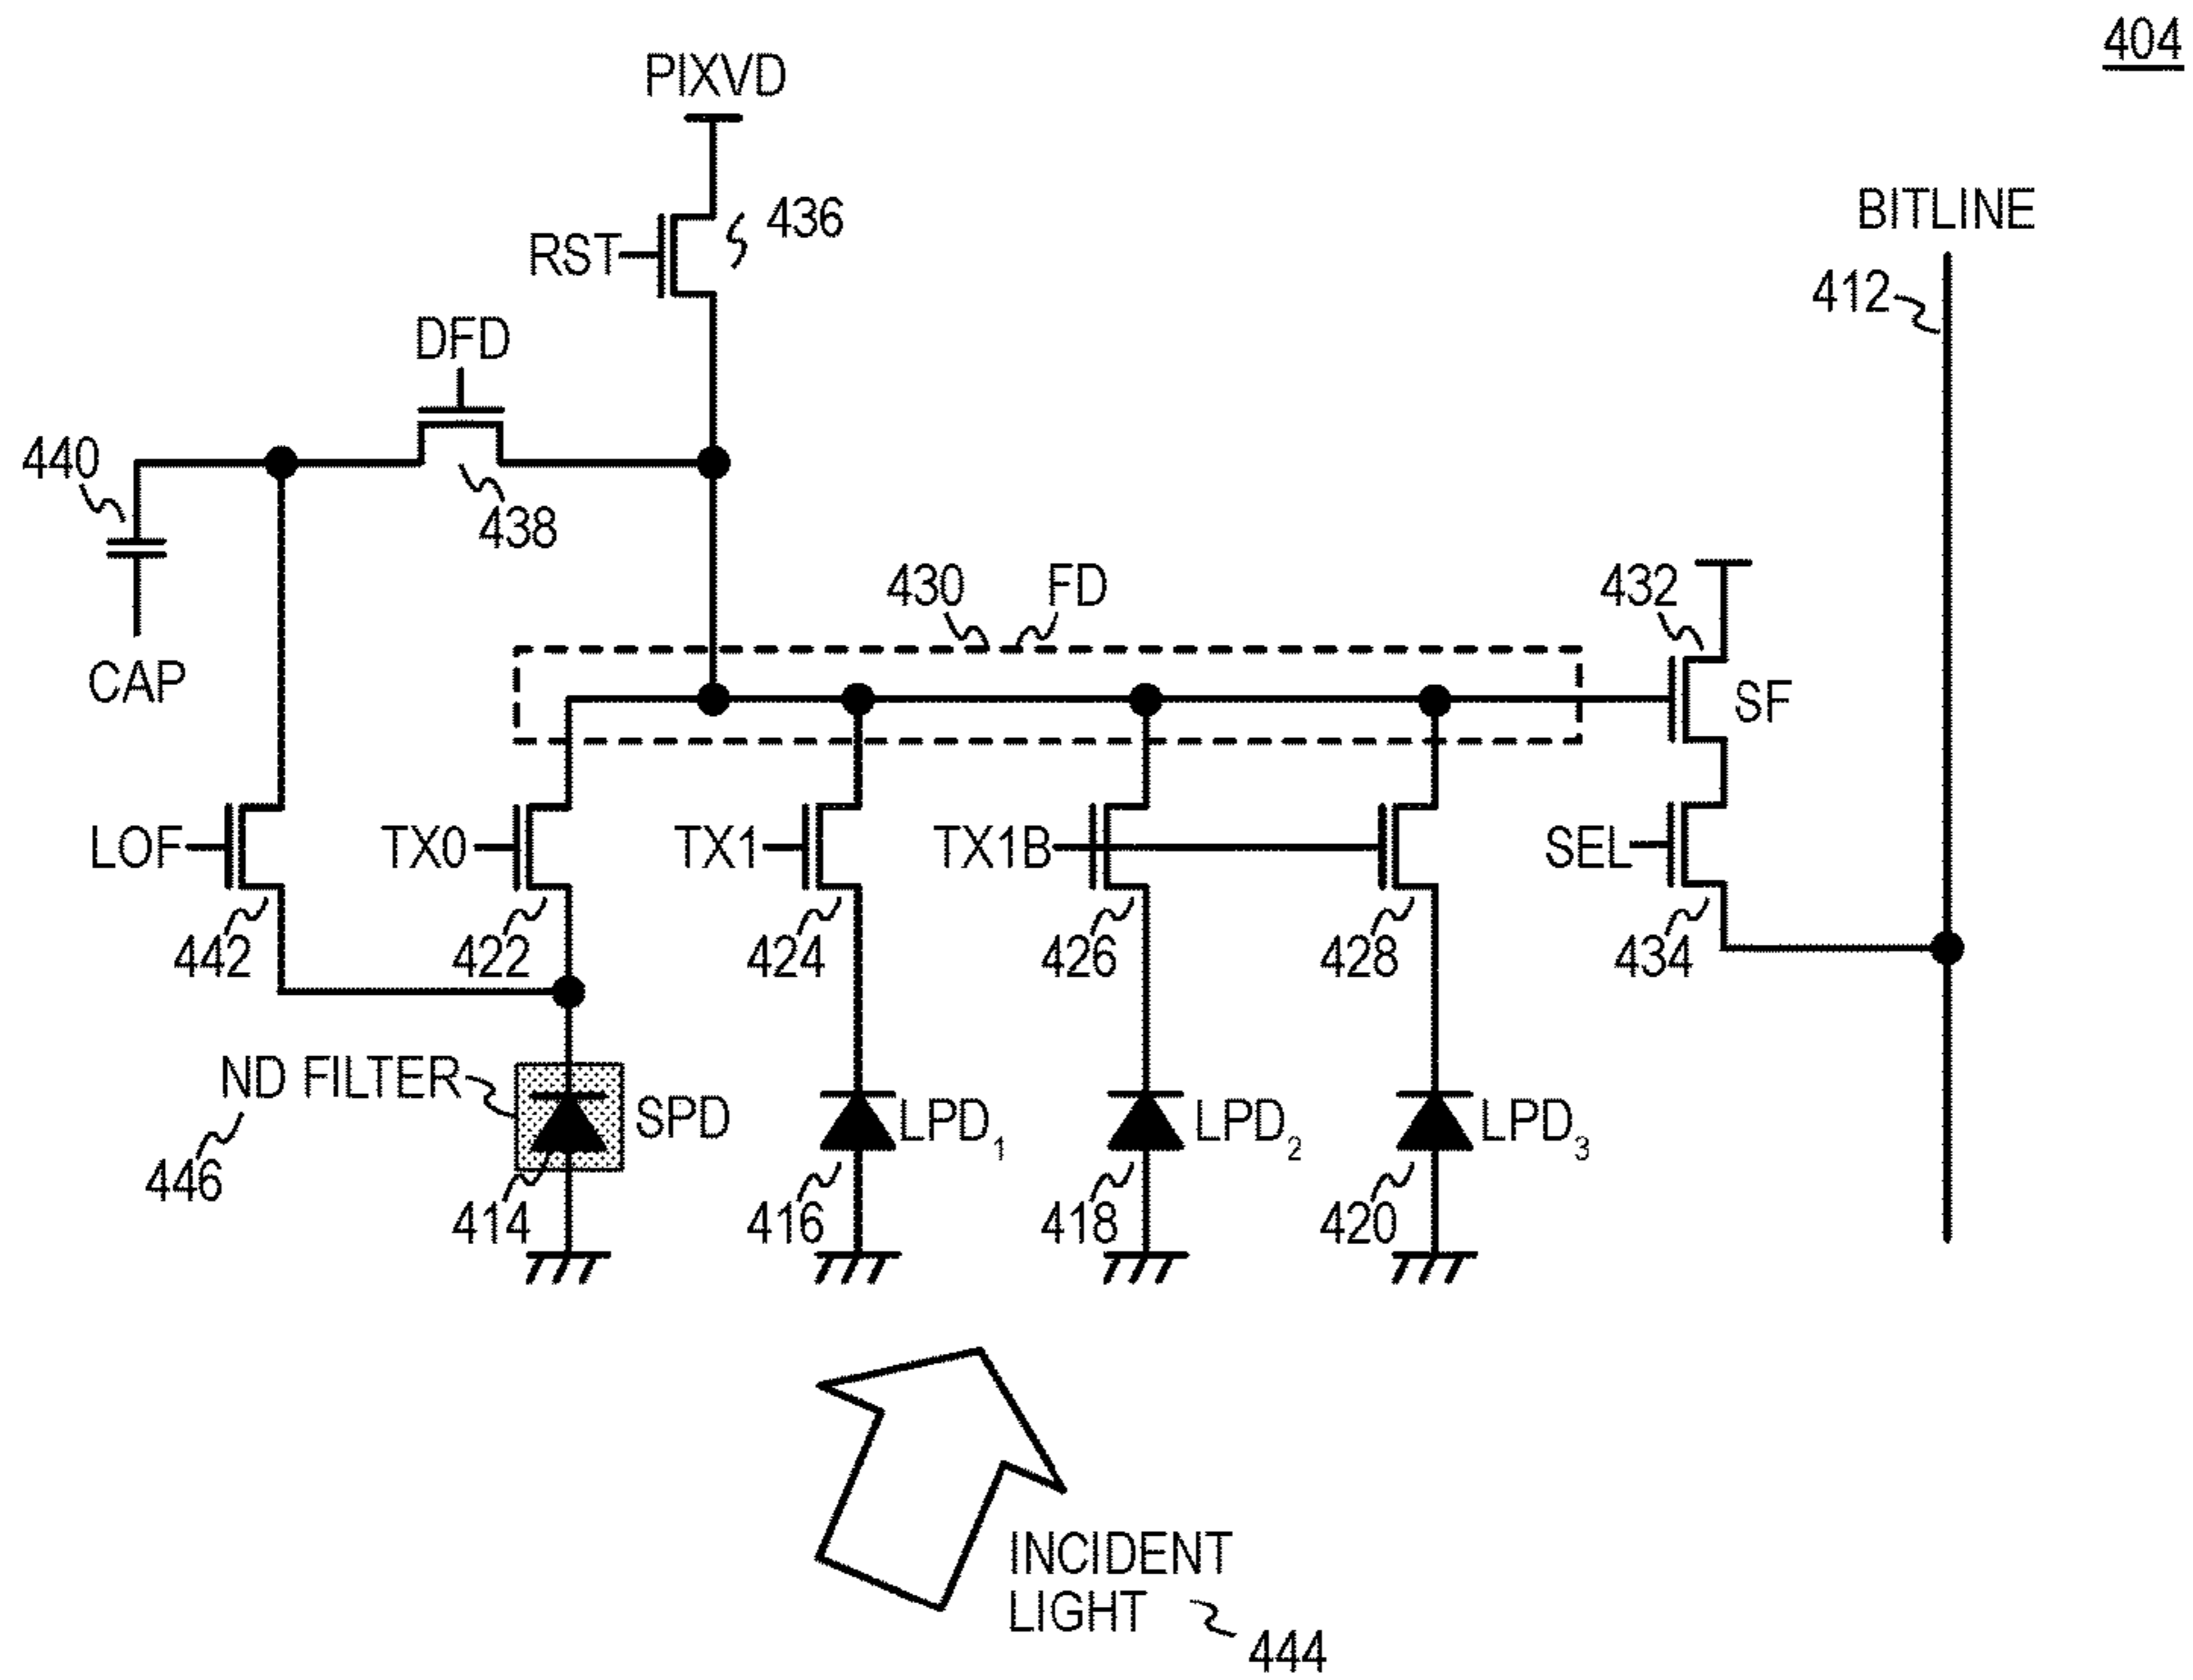 404
PIXVD
436
RST
BITLINE
412
DFD
440
438
430
FD
432
CAP
SF
LOF
TX0
TX1
TX1B
SEL
442
422
424
426
428
434
ND FILTER
SPD
LPD1
LPD2
LPD3
446
414
416
418
420
INCIDENT
LIGHT
444